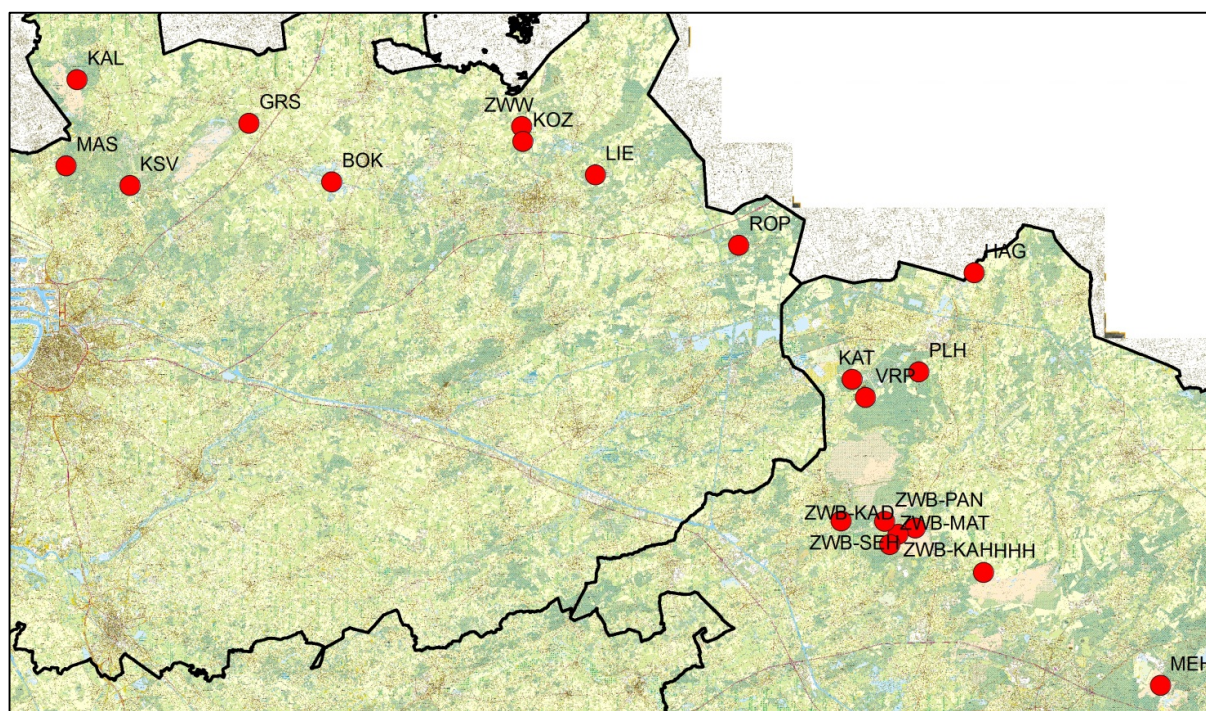 KAL
GRS
ZWW
KOZ
MAS
KSV
BOK
LIE
ROP
HAG
KAT
PLH
VRP
ZWB-PAN
ZWB-KAD
ZWB-MAT
ZWB-SEH
ZWB-KAHHHH
MEH